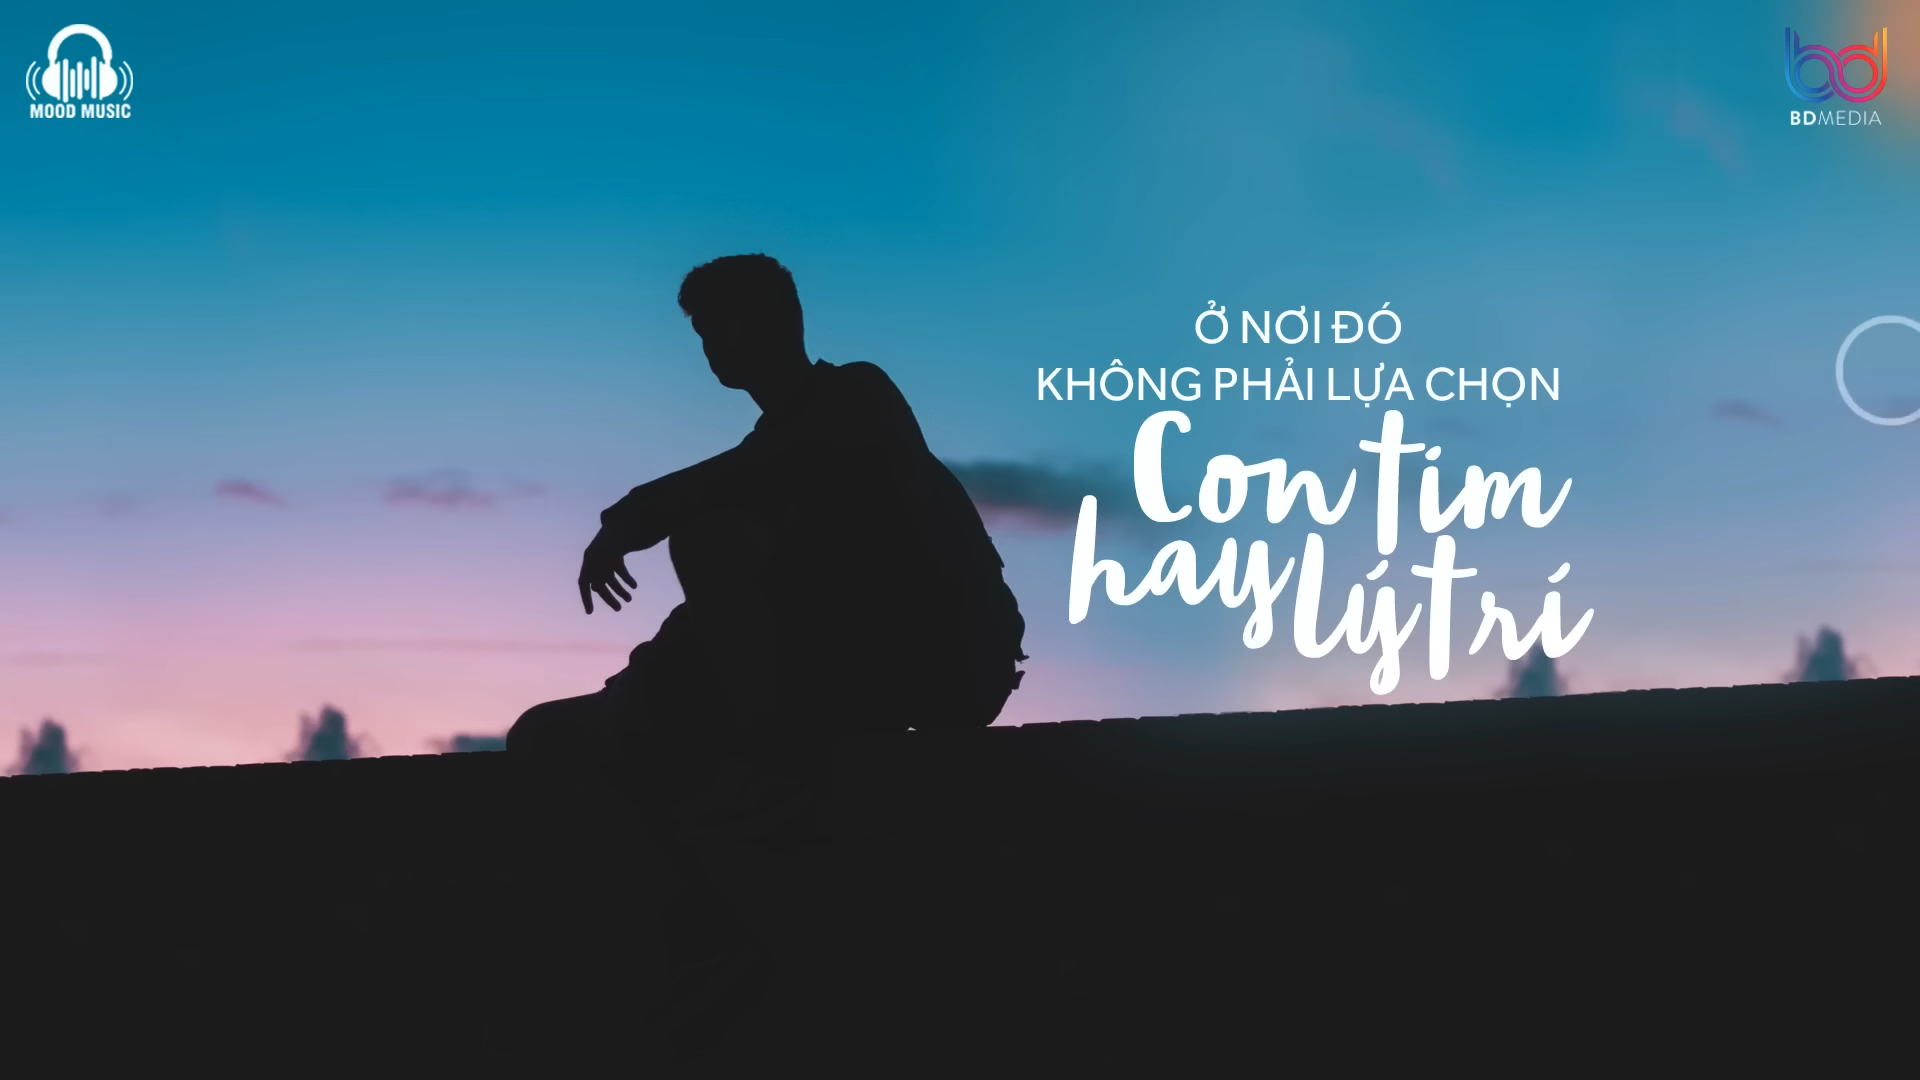 MOOD MUSIC
BDMEDIA
Ở NƠI ĐÓ
KHÔNG PHẢI LỰA CHỌN
Con tim
hay lý trí